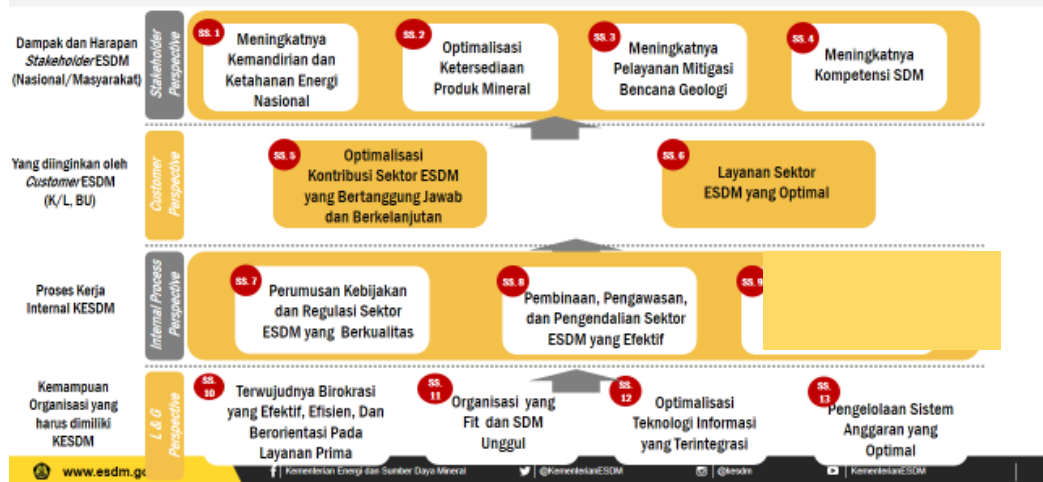 Dampak dan Harapan
Stakeholder ESDM
(Nasional/Masyarakat)
Stakeholder
Perspective
SS. 1
Meningkatnya
Kemandirian dan
Ketahanan Energi
Nasional
SS. 2
Optimalisasi
Ketersediaan
Produk Mineral
SS. 3
Meningkatnya
Pelayanan Mitigasi
Bencana Geologi
SS. 4
Meningkatnya
Kompetensi SDM
Yang diinginkan oleh
Customer ESDM
(K/L, BU)
Customer
Perspective
SS. 5
Optimalisasi
Kontribusi Sektor ESDM
yang Bertanggung Jawab
dan Berkelanjutan
SS. 6
Layanan Sektor
ESDM yang Optimal
Proses Kerja
Internal KESDM
Internal Process
Perspective
SS. 7
Perumusan Kebijakan
dan Regulasi Sektor
ESDM yang Berkualitas
SS. 8
Pembinaan, Pengawasan,
dan Pengendalian Sektor
ESDM yang Efektif
SS. 9
Kemampuan
Organisasi yang
harus dimiliki
KESDM
L & G
Perspective
SS.
10
Terwujudnya Birokrasi
yang Efektif, Efisien, Dan
Berorientasi Pada
Layanan Prima
SS.
11
Organisasi yang
Fit dan SDM
Unggul
SS.
12
Optimalisasi
Teknologi Informasi
yang Terintegrasi
SS.
13
Pengelolaan Sistem
Anggaran yang
Optimal
www.esdm.go
Kementerian Energi dan Sumber Daya Mineral
@KementerianESDM
@kesdm
KementerianESDM